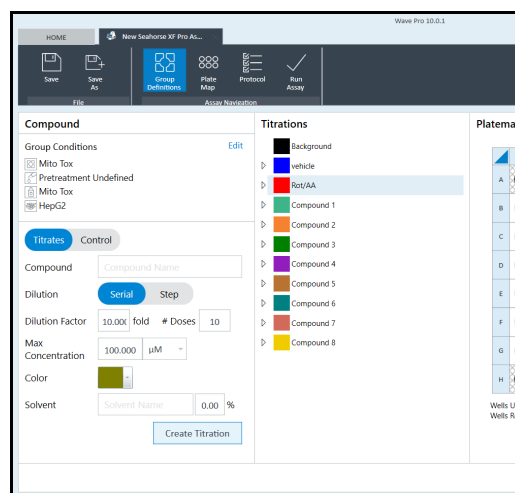 Wave Pro 10.0.1
HOME
New Seahorse XF Pro As...
Save
Save As
Group Definitions
Plate Map
Protocol
Run Assay
File
Assay Navigation
Compound
Group Conditions
Edit
Mito Tox
Pretreatment Undefined
Mito Tox
HepG2
Titrates
Control
Compound
Compound Name
Dilution
Serial
Step
Dilution Factor
fold
# Doses
10
Max Concentration
100.000
µM
Color
Solvent
Solvent Name
0.00
%
Create Titration
Titrations
Background
vehicle
Rot/AA
Compound 1
Compound 2
Compound 3
Compound 4
Compound 5
Compound 6
Compound 7
Compound 8
A
B
C
D
E
F
G
H
Wells
Wells